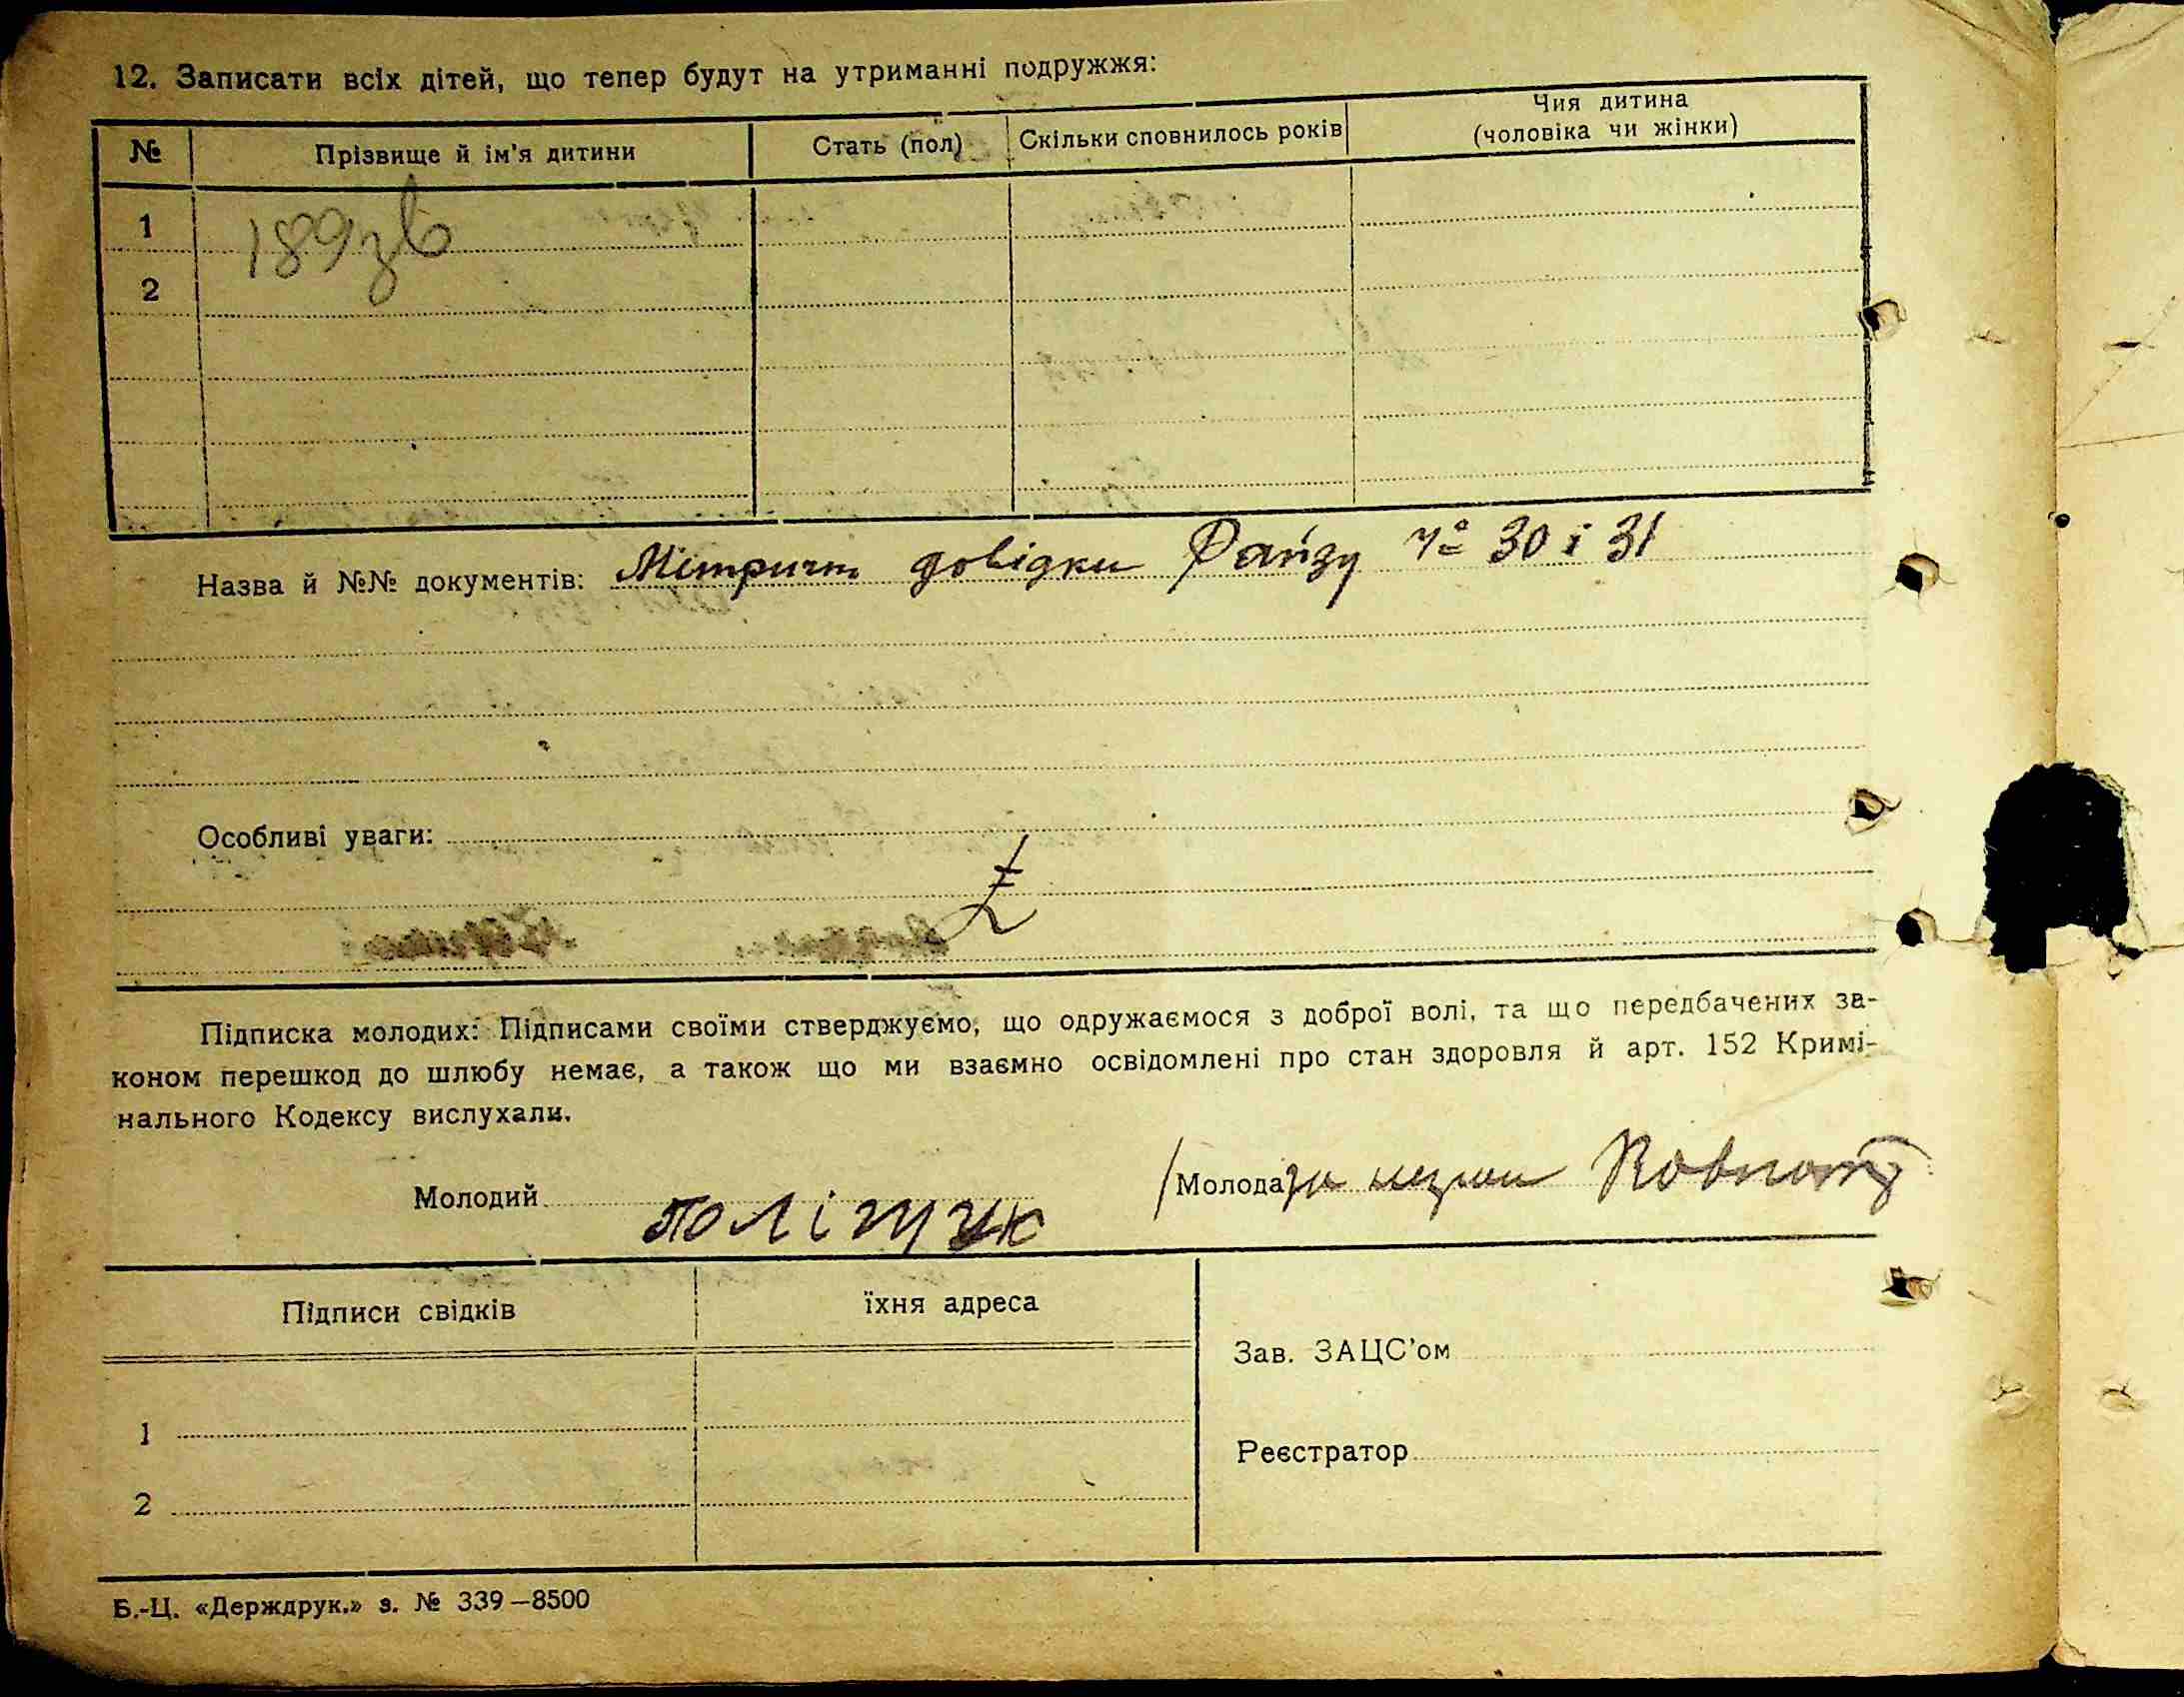 12. Записати всіх дітей, що тепер будут на утриманні подружжя:
№ Прізвище й ім'я дитини Стать (пол) Скільки сповнилось років Чия дитина (чоловіка чи жінки)
1 189зв
2
Назва й №№ документів: Метричні довідки № 30 і 31
Особливі уваги:
Підписка молодих: Підписами своїми стверджуємо, що одружаємося з доброї волі, та що передбачених за-
коном перешкод до шлюбу немає, а також що ми взаємно освідомлені про стан здоровля й арт. 152 Кримі-
нального Кодексу вислухали.
Молодий поліщук Молода за
Підписи свідків їхня адреса
Зав. ЗАЦС'ом
1
Реєстратор
2
Б.-Ц. «Держдрук.» з. № 339—8500